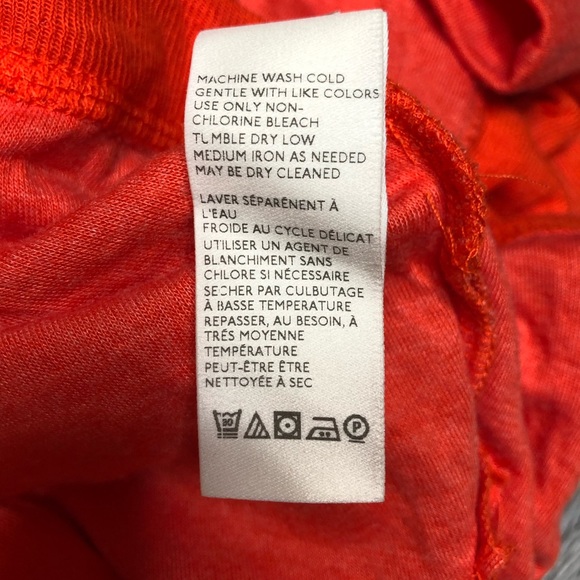 MACHINE WASH COLD
GENTLE WITH LIKE COLORS
USE ONLY NON-
CHLORINE BLEACH
TUMBLE DRY LOW
MEDIUM IRON AS NEEDED
MAY BE DRY CLEANED
LAVER SÉPARÉNENT À
L'EAU
FROIDE AU CYCLE DÉLICAT
UTILISER UN AGENT DE
BLANCHIMENT SANS
CHLORE SI NÉCESSAIRE
SECHER PAR CULBUTAGE
À BASSE TEMPERATURE
REPASSER, AU BESOIN, À
TRÉS MOYENNE
TEMPÉRATURE
PEUT-ÊTRE ÊTRE
NETTOYÉE À SEC
30 P